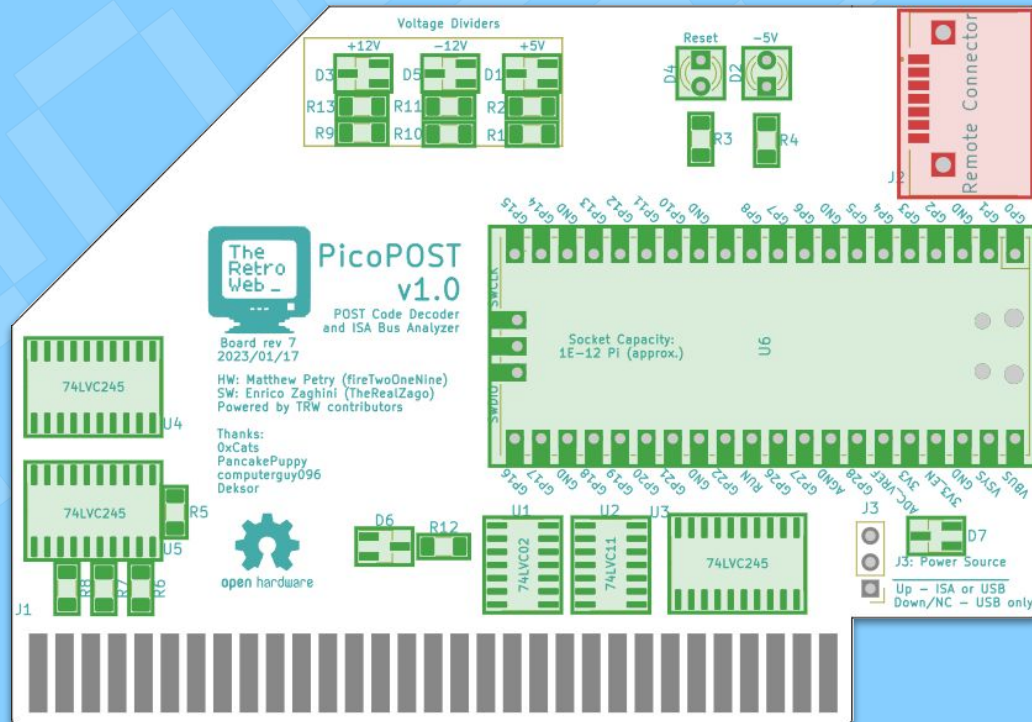 Voltage Dividers
+12V -12V +5V
Reset -5V
D3 D5 D1
D4 D2
R13 R11 R2
R9 R10 R1
R3 R4
Remote Connector
J2
GP15 GP14 GND GP13 GP12 GP11 GP10 GND GP8 GP7 GP6 GND GP5 GP4 GP3 GP2 GND GP1 GP0
The
Retro
Web _
PicoPOST
v1.0
POST Code Decoder
and ISA Bus Analyzer
Board rev 7
2023/01/17
HW: Matthew Petry (fireTwoOneNine)
SW: Enrico Zaghini (TheRealZago)
Powered by TRW contributors
Thanks:
0xCats
PancakePuppy
computerguy096
Deksor
SWCLK
SWDIO
Socket Capacity:
1E-12 Pi (approx.)
U6
GP16 GP17 GND GP18 GP19 GP20 GP21 GND GP22 RUN GP26 GP27 AGND GP28 ADC_VREF 3V3 3V3_EN GND VSYS VBUS
74LVC245
U4
74LVC245
U5
R5
R8 R7 R6
J1
open hardware
D6 R12
U1 U2 U3
74LVC02
74LVC11
74LVC245
J3
D7
J3: Power Source
Up - ISA or USB
Down/NC - USB only